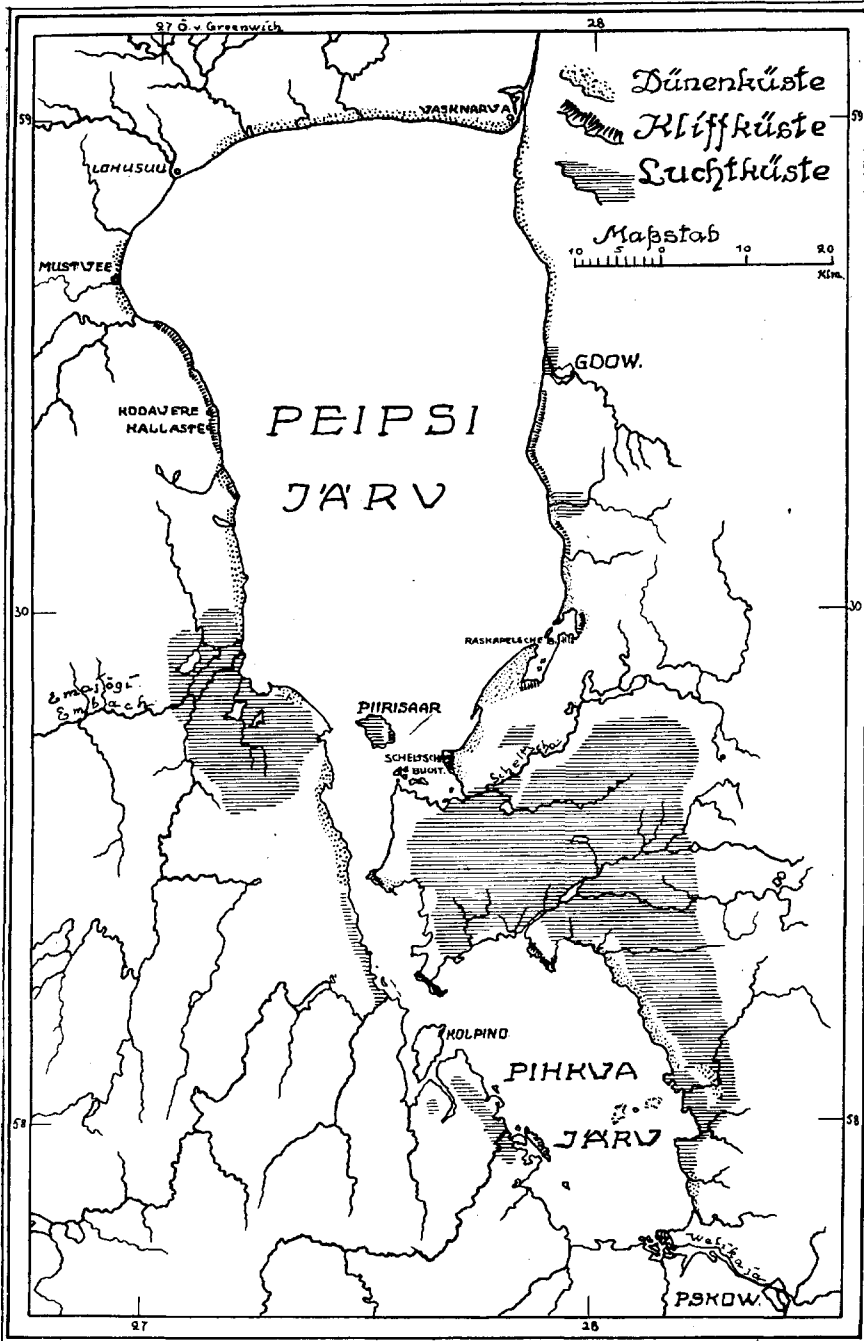 27 Ö. v. Greenwich
28
59
59
Dünenküste
Kliffküste
Luchtküste
Maßstab
10 5 0 10 20
Klm.
VASKNARVA
LOHUSUU
MUSTVEE
GDOW.
KODAVERE
KALLASTE
PEIPSI
JÄRV
30
30
RASKAPELSCHE
Emajõgi
Embach
PIIRISAAR
SCHELTSCH.
BUCHT.
KOLPINO
PIHKVA
JÄRV
58
58
Welikaja
PSKOW.
27
28